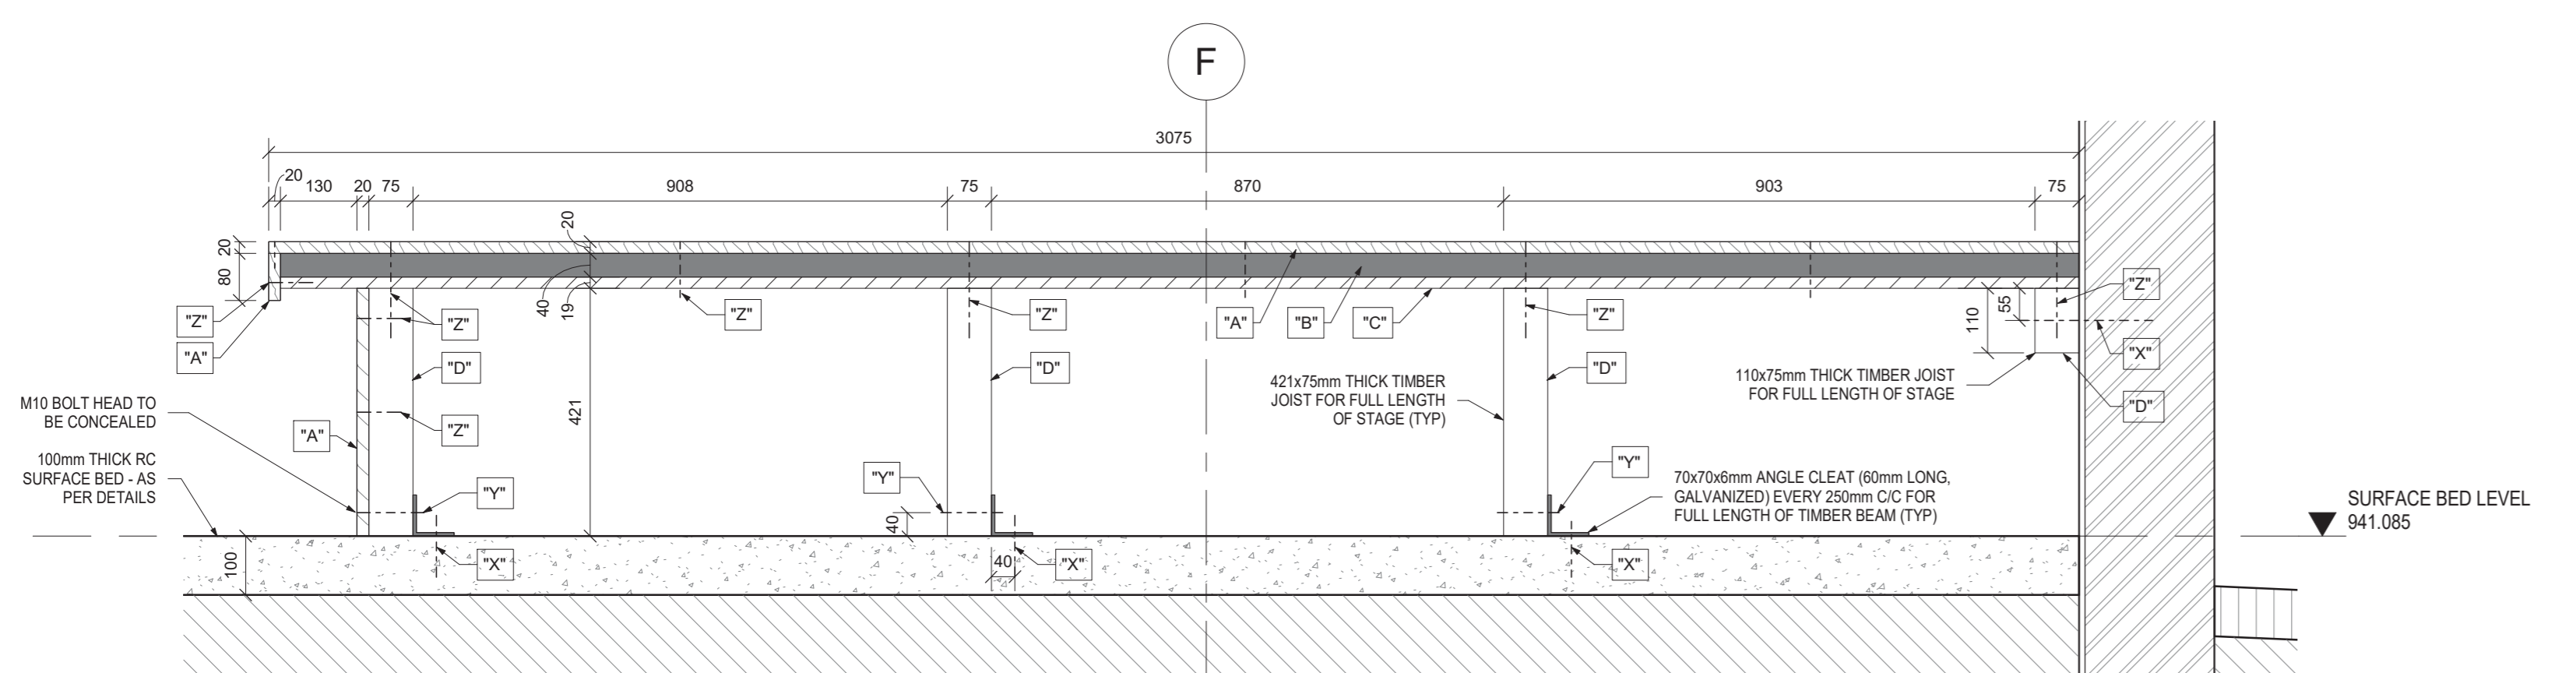 F
3075
20 130 20 75 908 75 870 903 75
20
20
80
40
19
"Z"
"A"
"Z"
"Z"
"Z"
"A"
"B"
"C"
"Z"
110
55
"Z"
"X"
"D"
"D"
"D"
"D"
M10 BOLT HEAD TO
BE CONCEALED
"A"
"Z"
421
421x75mm THICK TIMBER
JOIST FOR FULL LENGTH
OF STAGE (TYP)
110x75mm THICK TIMBER JOIST
FOR FULL LENGTH OF STAGE
100mm THICK RC
SURFACE BED - AS
PER DETAILS
"Y"
"Y"
"Y"
70x70x6mm ANGLE CLEAT (60mm LONG,
GALVANIZED) EVERY 250mm C/C FOR
FULL LENGTH OF TIMBER BEAM (TYP)
SURFACE BED LEVEL
941.085
40
100
"X"
40
"X"
"X"